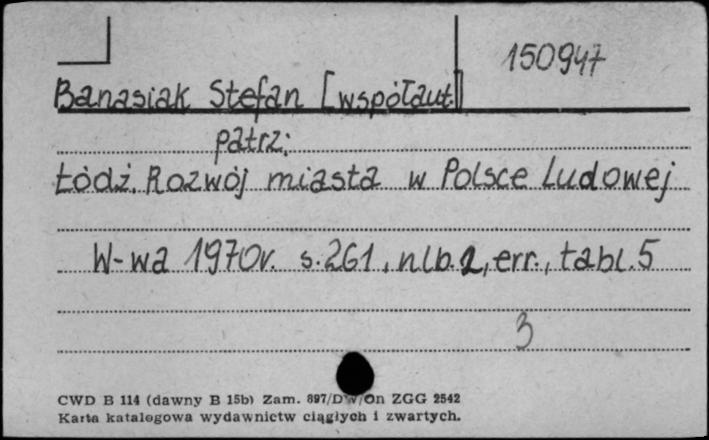 150947
Banasiak Stefan [współaut]
patrz:
Łódź. Rozwój miasta w Polsce Ludowej
W-wa 1970r. s.261, nlb.2, err., tabl.5
3
CWD B 114 (dawny B 15b) Zam. 897/DW/On ZGG 2542
Karta katalogowa wydawnictw ciągłych i zwartych.